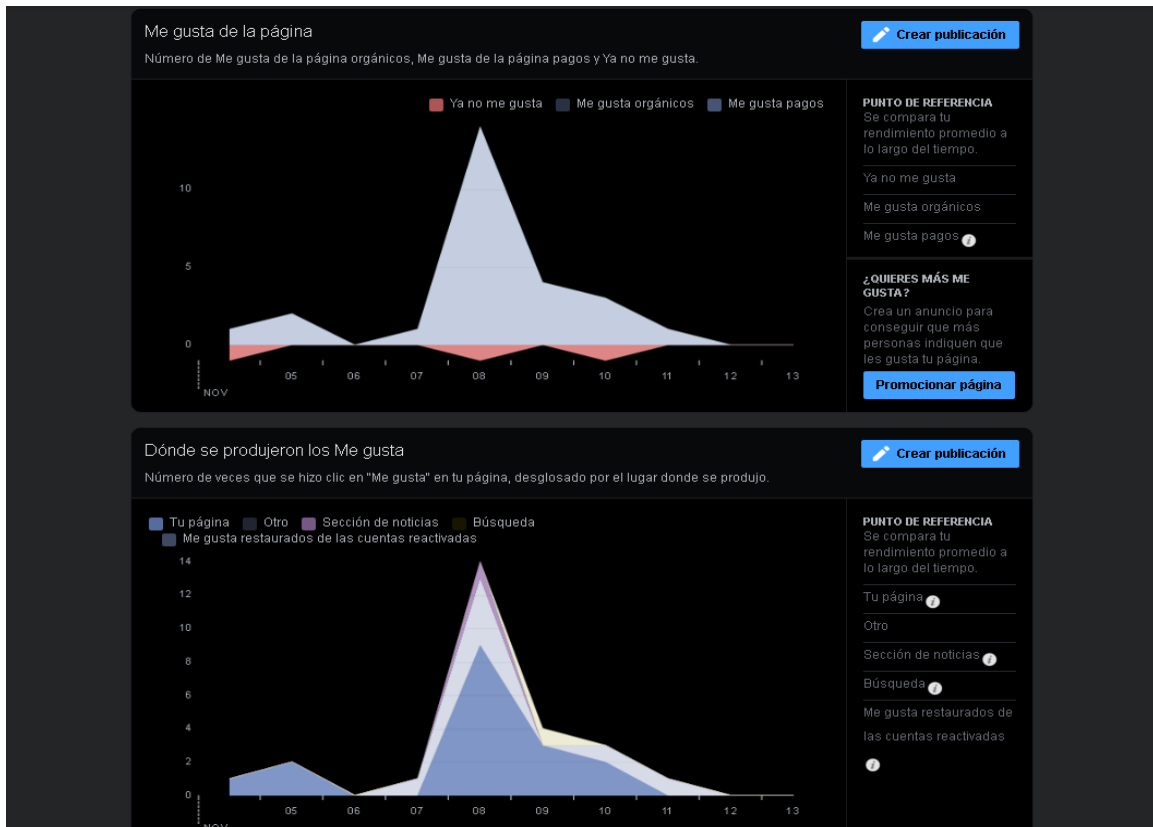 Me gusta de la página
Crear publicación
Número de Me gusta de la página orgánicos, Me gusta de la página pagos y Ya no me gusta.
Ya no me gusta Me gusta orgánicos Me gusta pagos
10
5
0
05 06 07 08 09 10 11 12 13
NOV
PUNTO DE REFERENCIA
Se compara tu
rendimiento promedio a
lo largo del tiempo.
Ya no me gusta
Me gusta orgánicos
Me gusta pagos i
¿QUIERES MÁS ME
GUSTA?
Crea un anuncio para
conseguir que más
personas indiquen que
les gusta tu página.
Promocionar página
Dónde se produjeron los Me gusta
Crear publicación
Número de veces que se hizo clic en "Me gusta" en tu página, desglosado por el lugar donde se produjo.
Tu página Otro Sección de noticias Búsqueda
Me gusta restaurados de las cuentas reactivadas
14
12
10
8
6
4
2
0
05 06 07 08 09 10 11 12 13
NOV
PUNTO DE REFERENCIA
Se compara tu
rendimiento promedio a
lo largo del tiempo.
Tu página i
Otro
Sección de noticias i
Búsqueda i
Me gusta restaurados de
las cuentas reactivadas
i